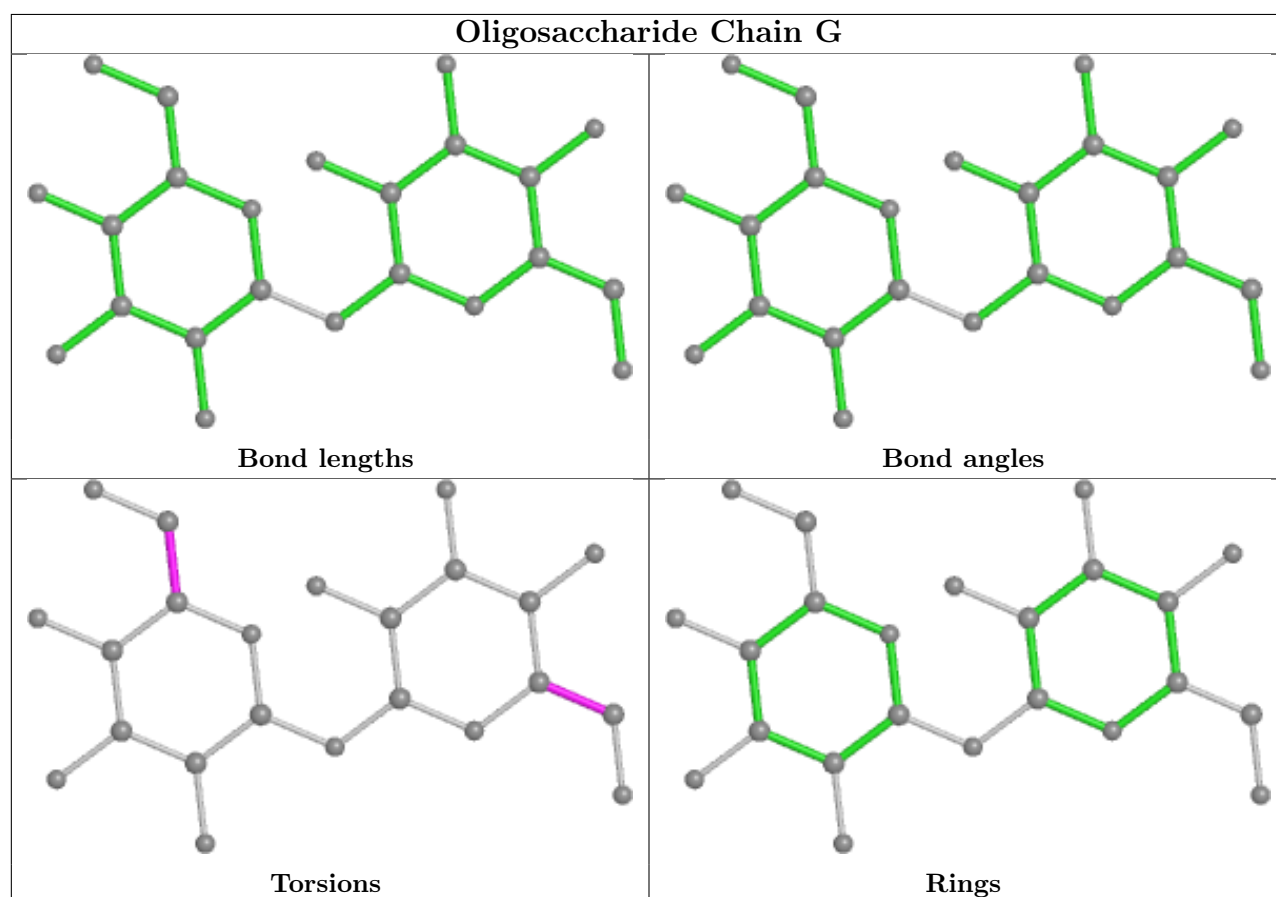 Oligosaccharide Chain G
Bond lengths
Bond angles
Torsions
Rings